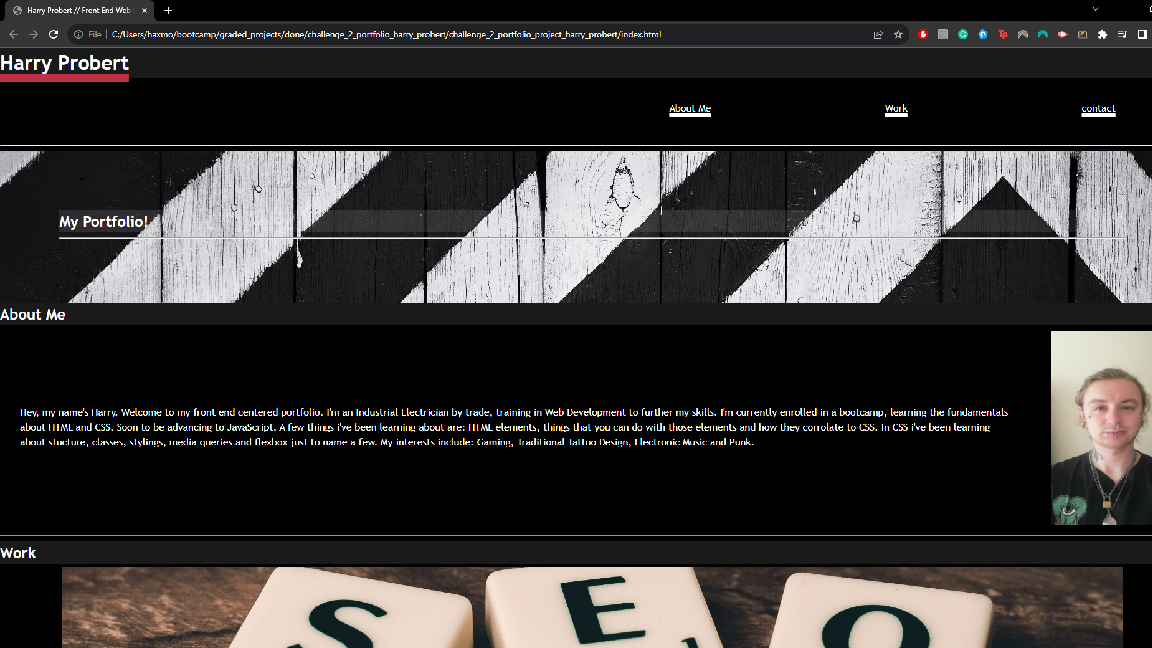 Harry Probert // Front End Web
File
C:/Users/haxmo/bootcamp/graded_projects/done/challenge_2_portfolio_harry_probert/challenge_2_portfolio_project_harry_probert/index.html
Harry Probert
About Me
Work
contact
My Portfolio!
About Me
Hey, my name's Harry. Welcome to my front end centered portfolio. I'm an Industrial Electrician by trade, training in Web Development to further my skills. I'm currently enrolled in a bootcamp, learning the fundamentals
about HTML and CSS. Soon to be advancing to JavaScript. A few things i've been learning about are: HTML elements, things that you can do with those elements and how they corrolate to CSS. In CSS i've been learning
about structure, classes, stylings, media queries and flexbox just to name a few. My interests include: Gaming, Traditional Tattoo Design, Electronic Music and Punk.
Work
S E O